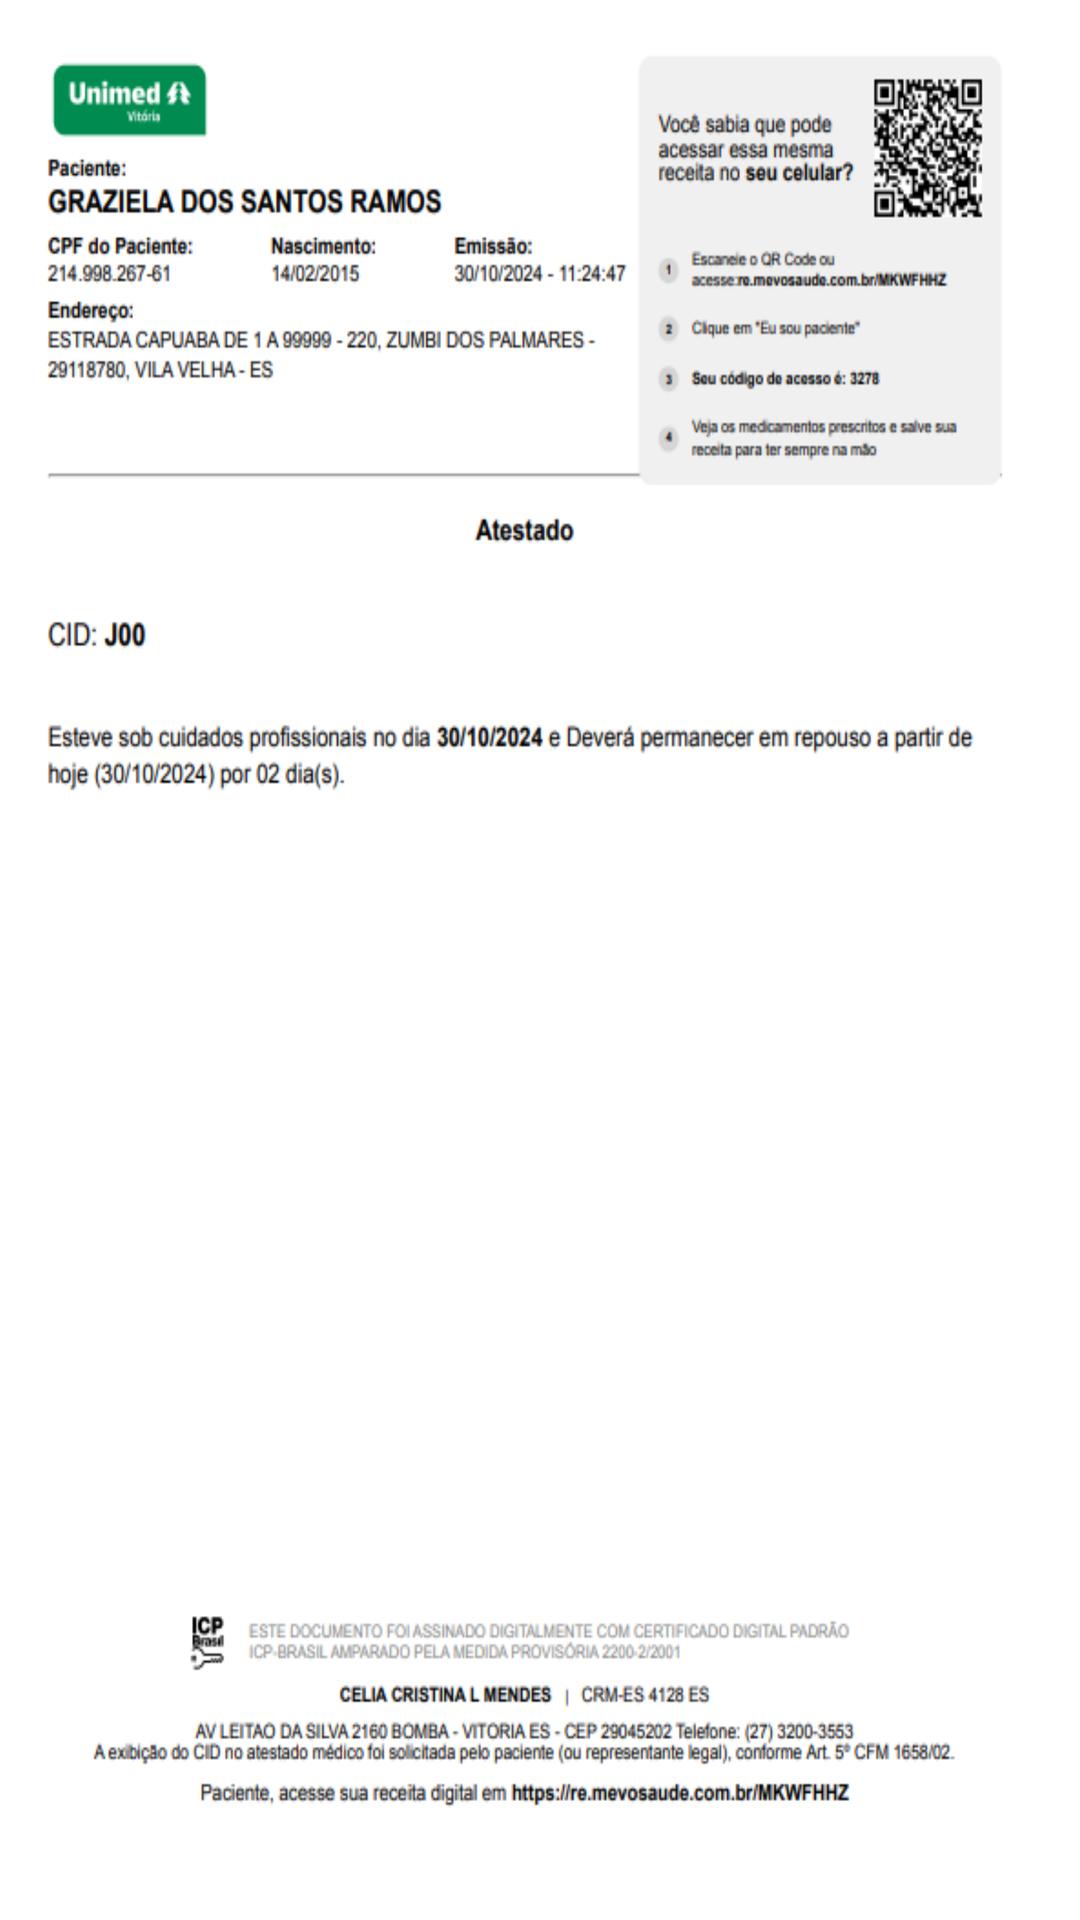 Unimed
Vitória
Paciente:
GRAZIELA DOS SANTOS RAMOS
CPF do Paciente: Nascimento: Emissão:
214.998.267-61 14/02/2015 30/10/2024 - 11:24:47
Endereço:
ESTRADA CAPUABA DE 1 A 99999 - 220, ZUMBI DOS PALMARES -
29118780, VILA VELHA - ES
Você sabia que pode
acessar essa mesma
receita no seu celular?
1 Escaneie o QR Code ou
acesse:re.mevosaude.com.br/MKWFHHZ
2 Clique em "Eu sou paciente"
3 Seu código de acesso é: 3278
4 Veja os medicamentos prescritos e salve sua
receita para ter sempre na mão
Atestado
CID: J00
Esteve sob cuidados profissionais no dia 30/10/2024 e Deverá permanecer em repouso a partir de
hoje (30/10/2024) por 02 dia(s).
ICP
Brasil
ESTE DOCUMENTO FOI ASSINADO DIGITALMENTE COM CERTIFICADO DIGITAL PADRÃO
ICP-BRASIL AMPARADO PELA MEDIDA PROVISÓRIA 2200-2/2001
CELIA CRISTINA L MENDES | CRM-ES 4128 ES
AV LEITAO DA SILVA 2160 BOMBA - VITORIA ES - CEP 29045202 Telefone: (27) 3200-3553
A exibição do CID no atestado médico foi solicitada pelo paciente (ou representante legal), conforme Art. 5º CFM 1658/02.
Paciente, acesse sua receita digital em https://re.mevosaude.com.br/MKWFHHZ